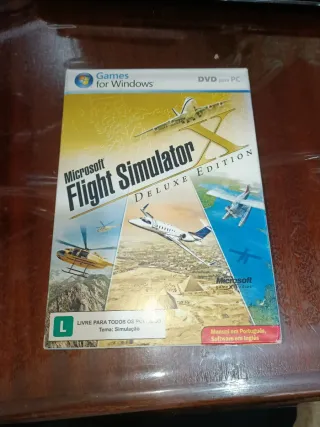 Games
for Windows
DVD para PC
Microsoft
Flight Simulator
X
DELUXE EDITION
Microsoft
L
LIVRE PARA TODOS OS
Tema: Simulação
Manual em Português
Software em Inglês